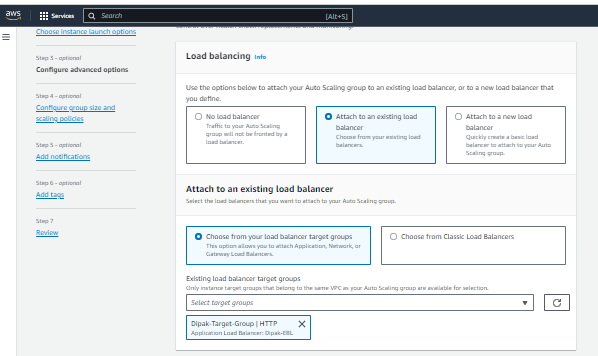 aws
Services
Search
[Alt+S]
Choose instance launch options
Step 3 – optional
Configure advanced options
Step 4 – optional
Configure group size and
scaling policies
Step 5 – optional
Add notifications
Step 6 – optional
Add tags
Step 7
Review
Load balancing Info
Use the options below to attach your Auto Scaling group to an existing load balancer, or to a new load balancer that
you define.
No load balancer
Traffic to your Auto Scaling
group will not be fronted by a
load balancer.
Attach to an existing load
balancer
Choose from your existing load
balancers.
Attach to a new load
balancer
Quickly create a basic load
balancer to attach to your Auto
Scaling group.
Attach to an existing load balancer
Select the load balancers that you want to attach to your Auto Scaling group.
Choose from your load balancer target groups
This option allows you to attach Application, Network, or
Gateway Load Balancers.
Choose from Classic Load Balancers
Existing load balancer target groups
Only instance target groups that belong to the same VPC as your Auto Scaling group are available for selection.
Select target groups
Dipak-Target-Group | HTTP
Application Load Balancer: Dipak-EBL